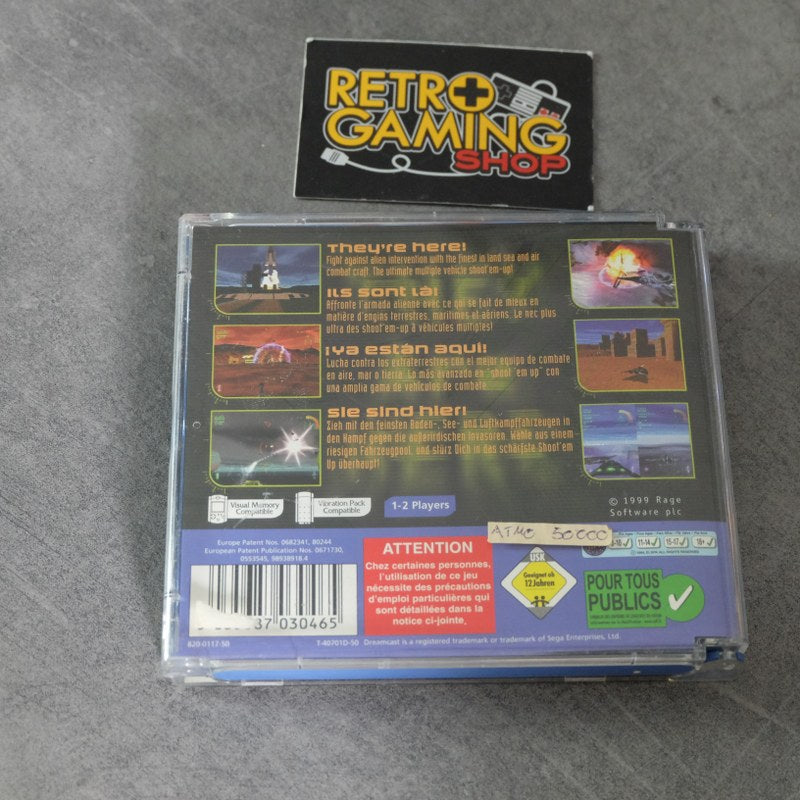 RETRO
GAMING
SHOP
They're here!
Fight against alien intervention with the finest in land sea and air
combat craft. The ultimate multiple vehicle shoot'em-up!
ils sont là!
Affronte l'armada alienne avec ce qui se fait de mieux en
matière d'engins terrestres, maritimes et aériens. Le nec plus
ultra des shoot'em-up à véhicules multiples!
¡ya están aquí!
Lucha contra los extraterrestres con el mejor equipo de combate
en aire, mar o tierra. Lo más avanzado en "shoot 'em up" con
una amplia gama de vehículos de combate.
sie sind hier!
Zieh mit den feinsten Boden-, See- und Luftkampffahrzeugen in
den Kampf gegen die außerirdischen Invasoren. Wähle aus einem
riesigen Fahrzeugpool, und stürz Dich in das schärfste Shoot'em
Up überhaupt!
Visual Memory
Compatible
Vibration Pack
Compatible
1-2 Players
© 1999 Rage
Software plc
ATMO 50000
Europe Patent Nos. 0682341, 80244
European Patent Publication Nos. 0671730,
0553545, 98938918.4
ATTENTION
Chez certaines personnes,
l'utilisation de ce jeu
nécessite des précautions
d'emploi particulières qui
sont détaillées dans la
notice ci-jointe.
USK
Geeignet ab
12 Jahren
11-14
15-17
18+
POUR TOUS
PUBLICS
37 030465
820-0117-50
T-40701D-50 Dreamcast is a registered trademark or trademark of Sega Enterprises, Ltd.